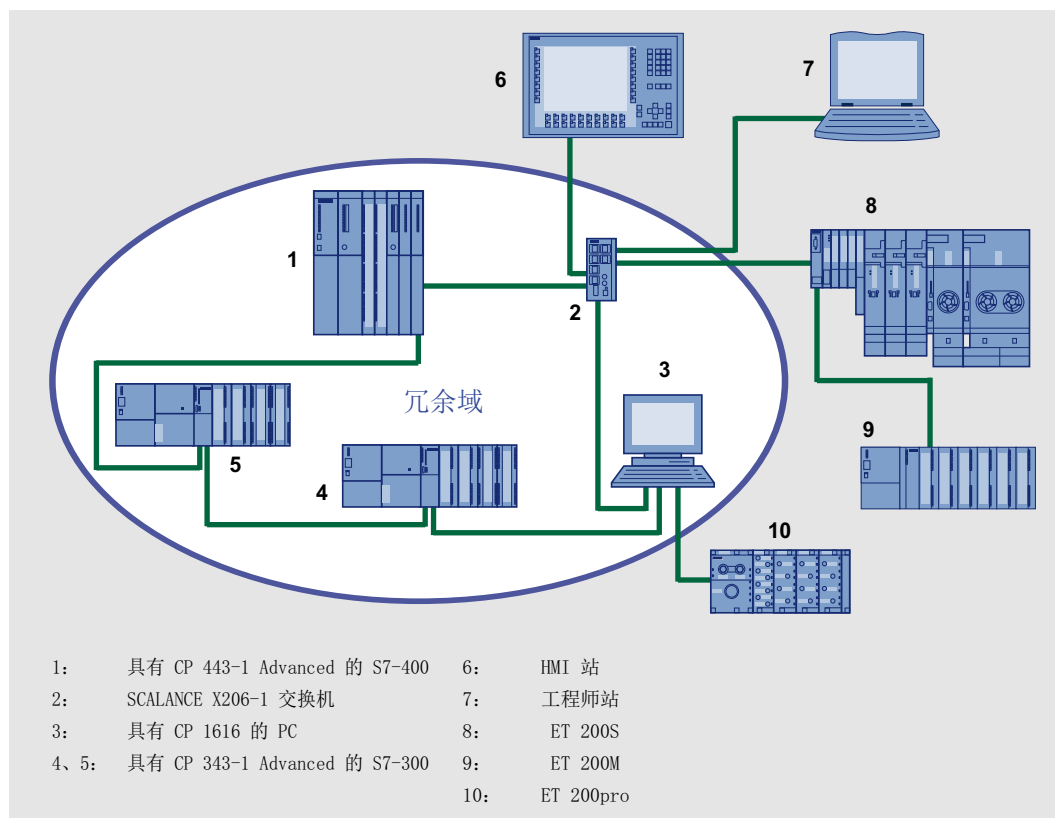 6
7
8
1
2
3
冗余域
9
5
4
10
1: 具有 CP 443-1 Advanced 的 S7-400 6: HMI 站
2: SCALANCE X206-1 交换机 7: 工程师站
3: 具有 CP 1616 的 PC 8: ET 200S
4、5: 具有 CP 343-1 Advanced 的 S7-300 9: ET 200M
10: ET 200pro